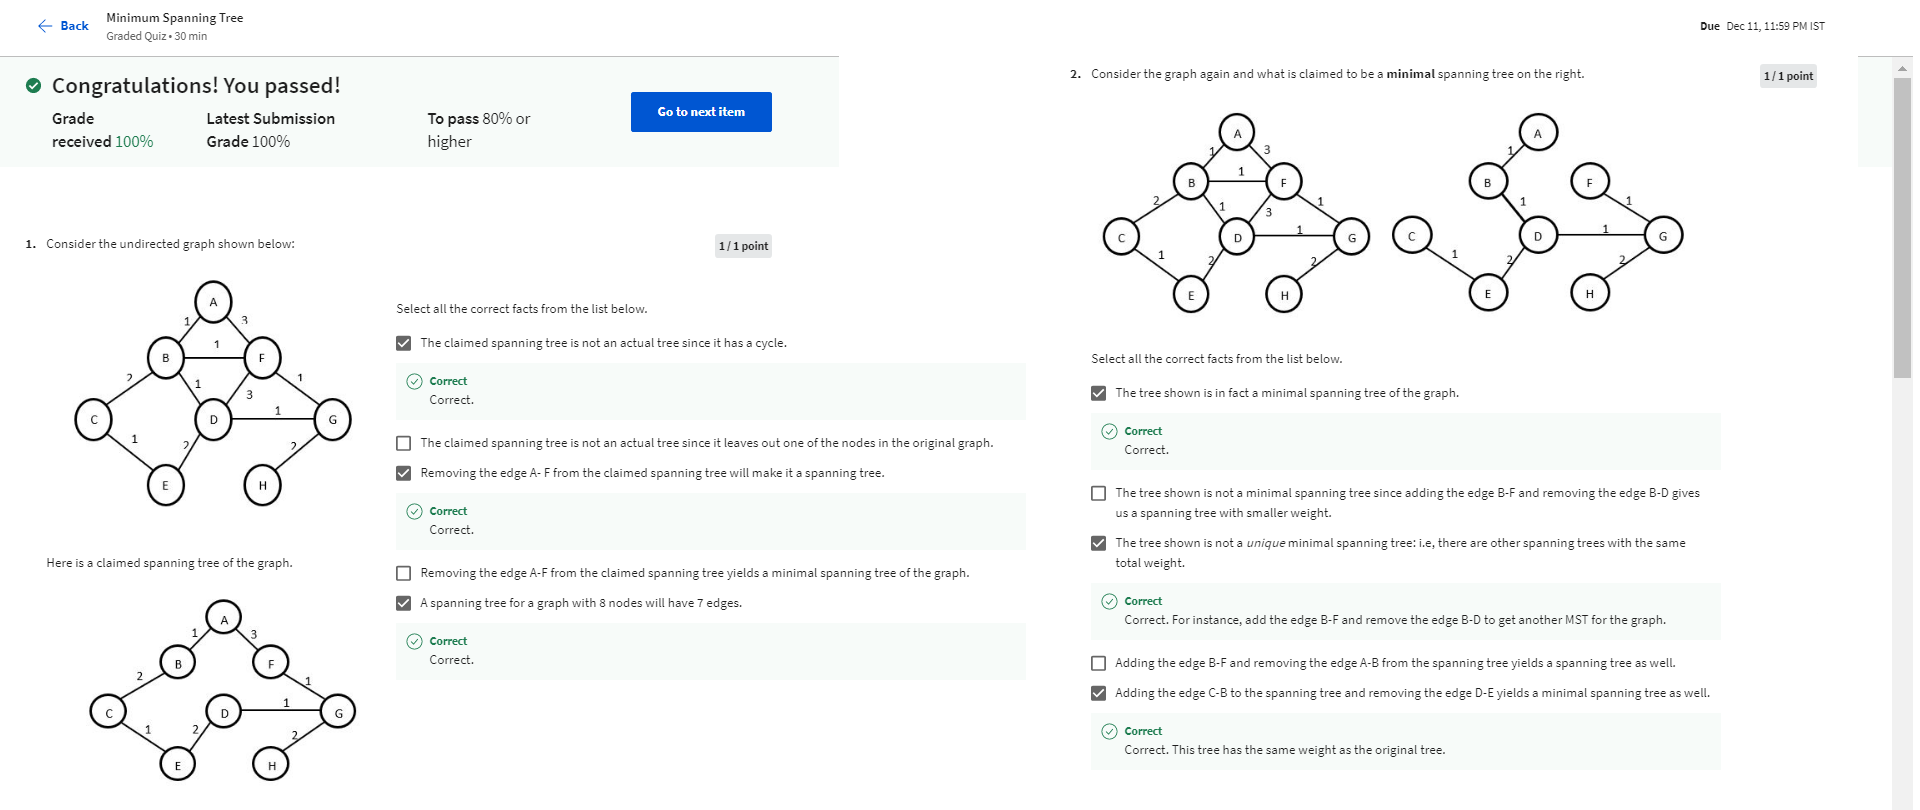 Back
Minimum Spanning Tree
Graded Quiz • 30 min
Due Dec 11, 11:59 PM IST
Congratulations! You passed!
Grade
received 100%
Latest Submission
Grade 100%
To pass 80% or
higher
Go to next item
1. Consider the undirected graph shown below:
1 / 1 point
A
1
3
B
1
F
2
1
1
3
C
D
1
G
1
2
2
E
H
Here is a claimed spanning tree of the graph.
A
1
3
B
F
2
1
C
D
1
G
1
2
2
E
H
Select all the correct facts from the list below.
The claimed spanning tree is not an actual tree since it has a cycle.
Correct
Correct.
The claimed spanning tree is not an actual tree since it leaves out one of the nodes in the original graph.
Removing the edge A- F from the claimed spanning tree will make it a spanning tree.
Correct
Correct.
Removing the edge A-F from the claimed spanning tree yields a minimal spanning tree of the graph.
A spanning tree for a graph with 8 nodes will have 7 edges.
Correct
Correct.
2. Consider the graph again and what is claimed to be a minimal spanning tree on the right.
1 / 1 point
A
1
3
B
1
F
2
1
3
1
C
D
1
G
1
2
2
E
H
A
1
B
F
1
1
C
D
1
G
1
2
2
E
H
Select all the correct facts from the list below.
The tree shown is in fact a minimal spanning tree of the graph.
Correct
Correct.
The tree shown is not a minimal spanning tree since adding the edge B-F and removing the edge B-D gives
us a spanning tree with smaller weight.
The tree shown is not a unique minimal spanning tree: i.e, there are other spanning trees with the same
total weight.
Correct
Correct. For instance, add the edge B-F and remove the edge B-D to get another MST for the graph.
Adding the edge B-F and removing the edge A-B from the spanning tree yields a spanning tree as well.
Adding the edge C-B to the spanning tree and removing the edge D-E yields a minimal spanning tree as well.
Correct
Correct. This tree has the same weight as the original tree.